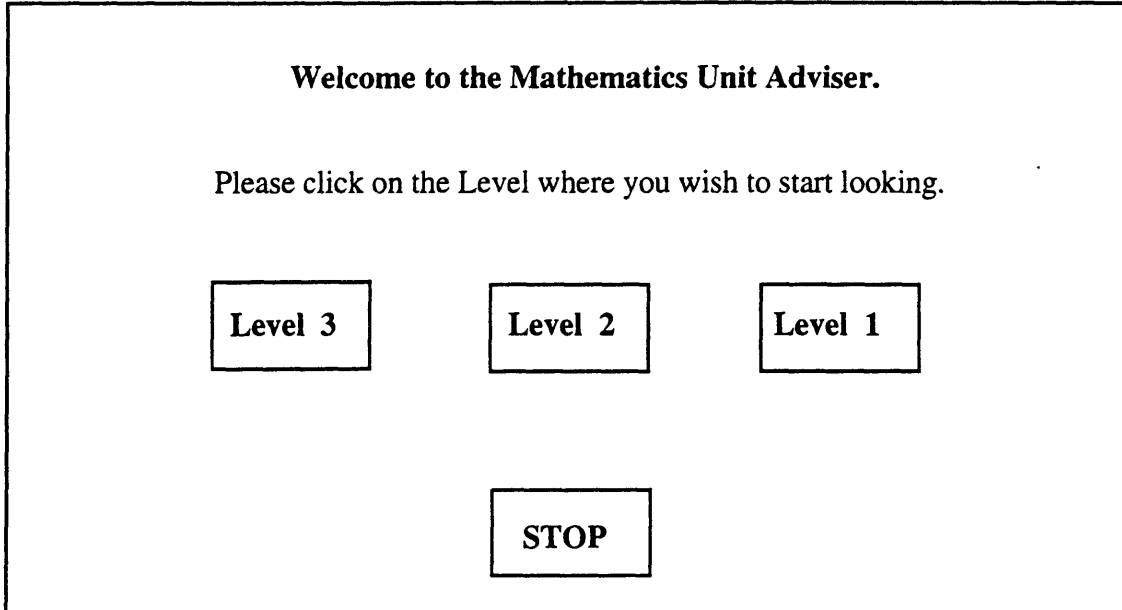 Welcome to the Mathematics Unit Adviser.
Please click on the Level where you wish to start looking.
Level 3 Level 2 Level 1
STOP